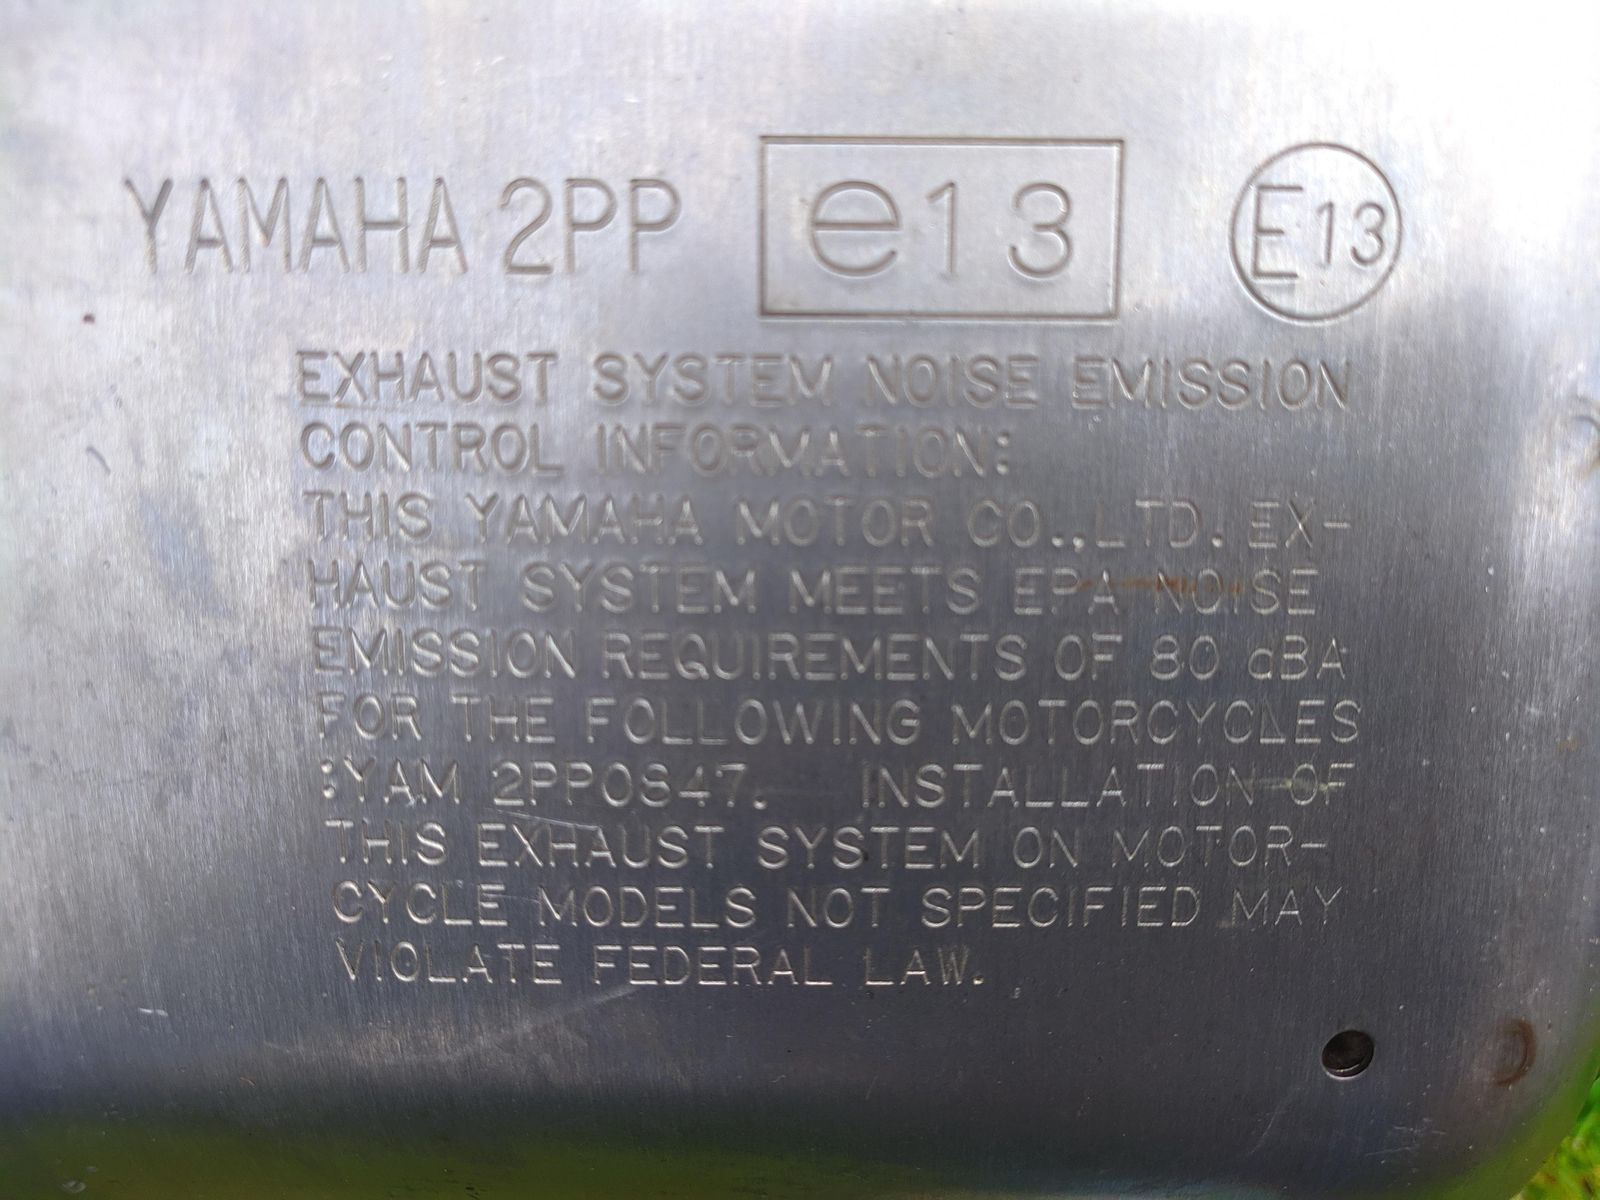 YAMAHA 2PP e13 E13
EXHAUST SYSTEM NOISE EMISSION
CONTROL INFORMATION:
THIS YAMAHA MOTOR CO.,LTD. EX-
HAUST SYSTEM MEETS EPA NOISE
EMISSION REQUIREMENTS OF 80 dBA
FOR THE FOLLOWING MOTORCYCLES
:YAM 2PP0847. INSTALLATION OF
THIS EXHAUST SYSTEM ON MOTOR-
CYCLE MODELS NOT SPECIFIED MAY
VIOLATE FEDERAL LAW.